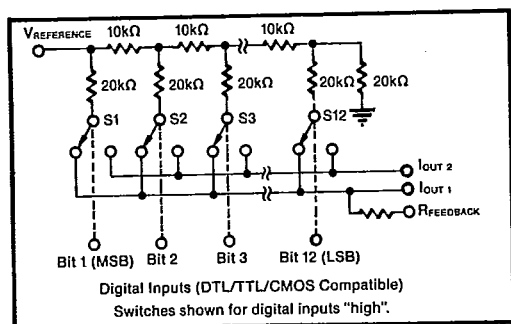 VREFERENCE 10kΩ 10kΩ 10kΩ
20kΩ 20kΩ 20kΩ 20kΩ 20kΩ
S1 S2 S3 S12
IOUT 2
IOUT 1
RFEEDBACK
Bit 1 (MSB) Bit 2 Bit 3 Bit 12 (LSB)
Digital Inputs (DTL/TTL/CMOS Compatible)
Switches shown for digital inputs "high".